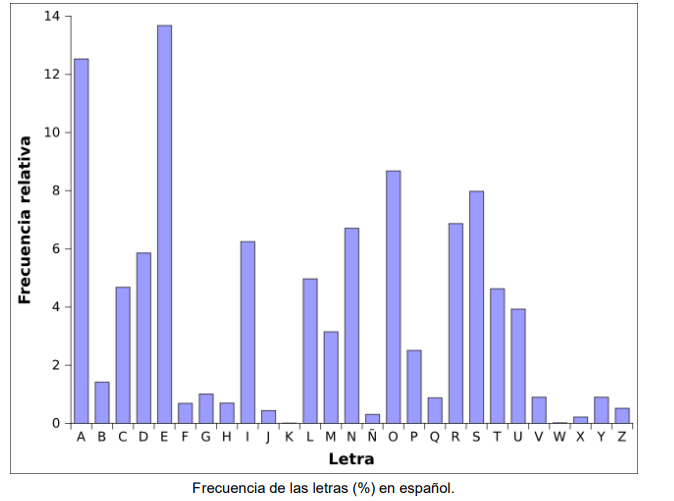 14
12
10
8
6
4
2
0
Frecuencia relativa
A B C D E F G H I J K L M N Ñ O P Q R S T U V W X Y Z
Letra
Frecuencia de las letras (%) en español.